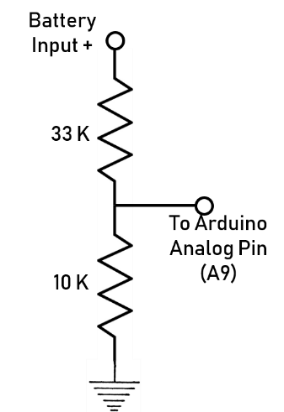 Battery
Input +
33 K
To Arduino
Analog Pin
(A9)
10 K